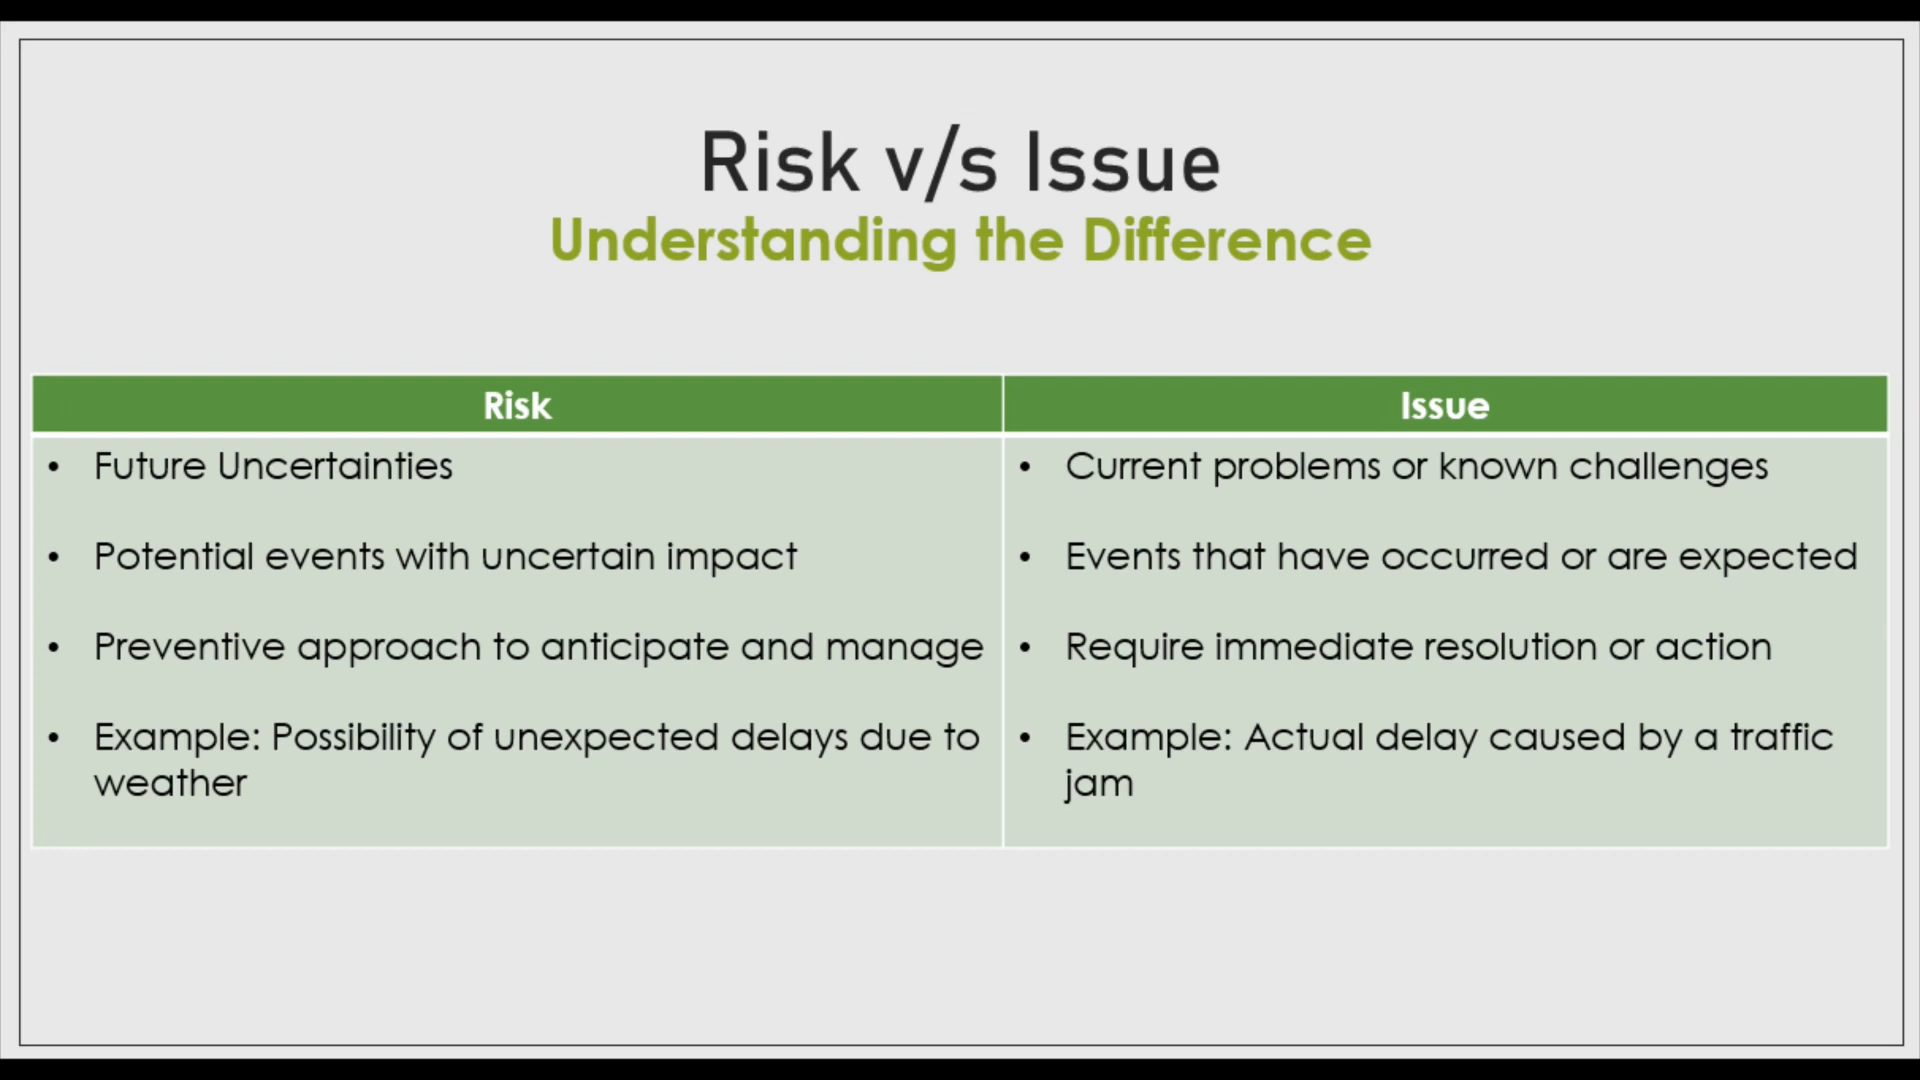 Risk v/s Issue
Understanding the Difference
Risk
Issue
• Future Uncertainties
• Potential events with uncertain impact
• Preventive approach to anticipate and manage
• Example: Possibility of unexpected delays due to
weather
• Current problems or known challenges
• Events that have occurred or are expected
• Require immediate resolution or action
• Example: Actual delay caused by a traffic
jam